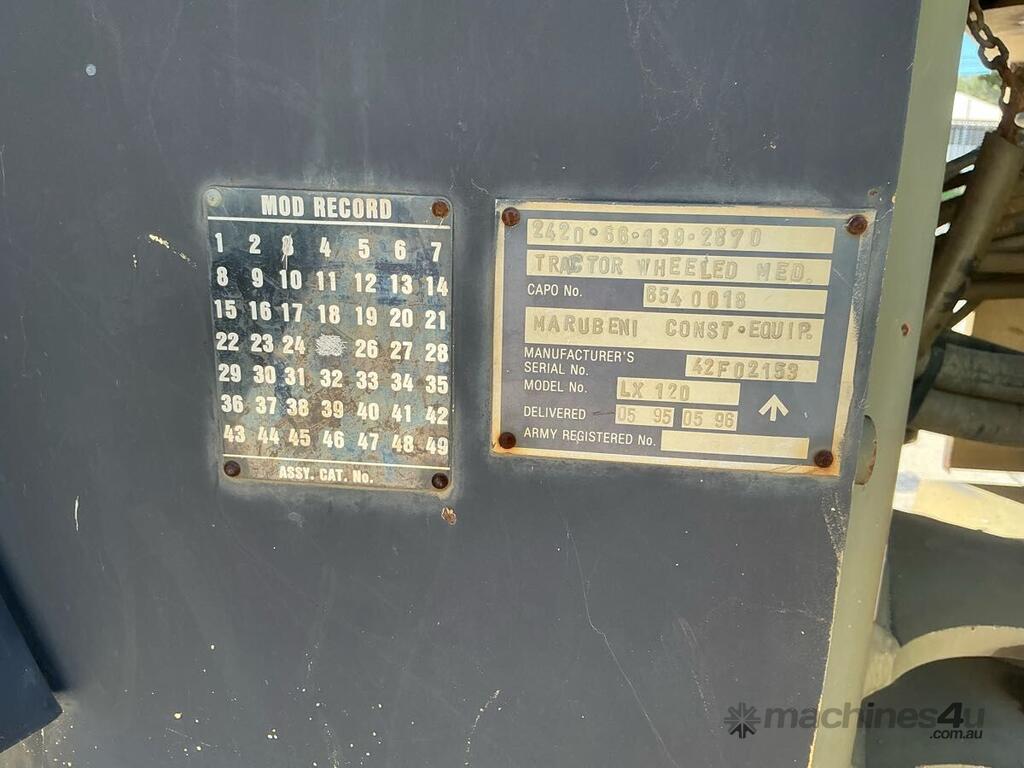 MOD RECORD
1 2 3 4 5 6 7
8 9 10 11 12 13 14
15 16 17 18 19 20 21
22 23 24 26 27 28
29 30 31 32 33 34 35
36 37 38 39 40 41 42
43 44 45 46 47 48 49
ASSY. CAT. No.
2420·66·139·2870
TRACTOR WHEELED MED.
CAPO No. 6540018
MARUBENI CONST·EQUIP.
MANUFACTURER'S
SERIAL No. 42F02153
MODEL No. LX 120
DELIVERED 05 95 05 96
ARMY REGISTERED No.
machines4u
.com.au